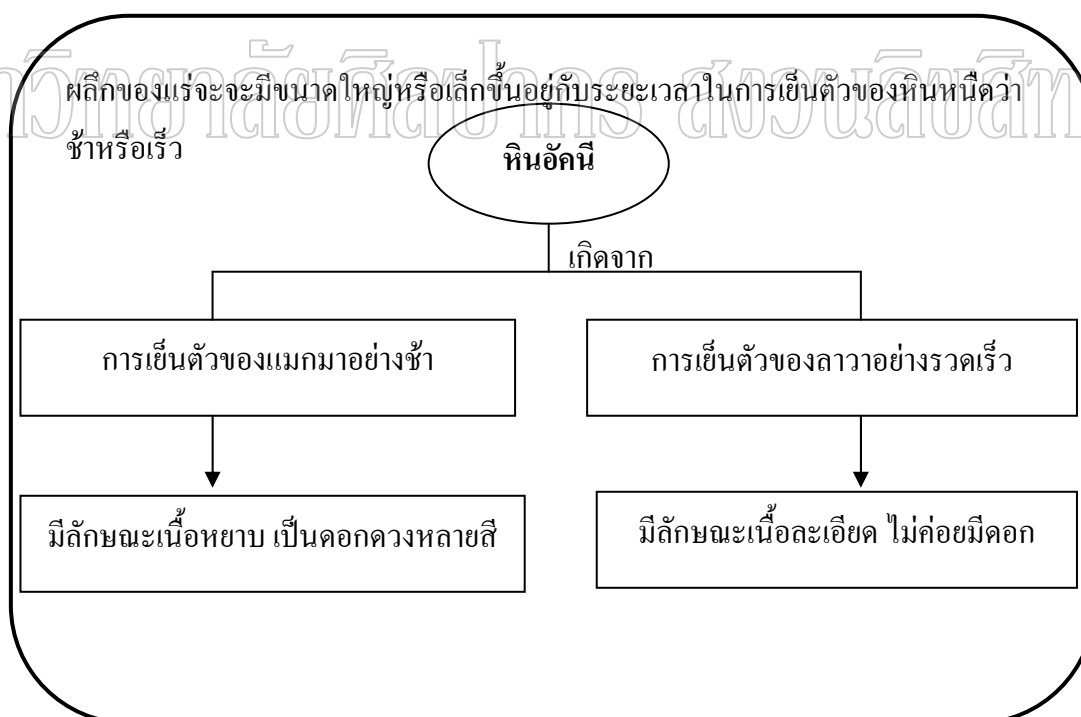 ผลึกของแร่จะจะมีขนาดใหญ่หรือเล็กขึ้นอยู่กับระยะเวลาในการเย็นตัวของหินหนืดว่า
ช้าหรือเร็ว
หินอัคนี
เกิดจาก
การเย็นตัวของแมกมาอย่างช้า
การเย็นตัวของลาวาอย่างรวดเร็ว
มีลักษณะเนื้อหยาบ เป็นดอกดวงหลายสี
มีลักษณะเนื้อละเอียด ไม่ค่อยมีดอก